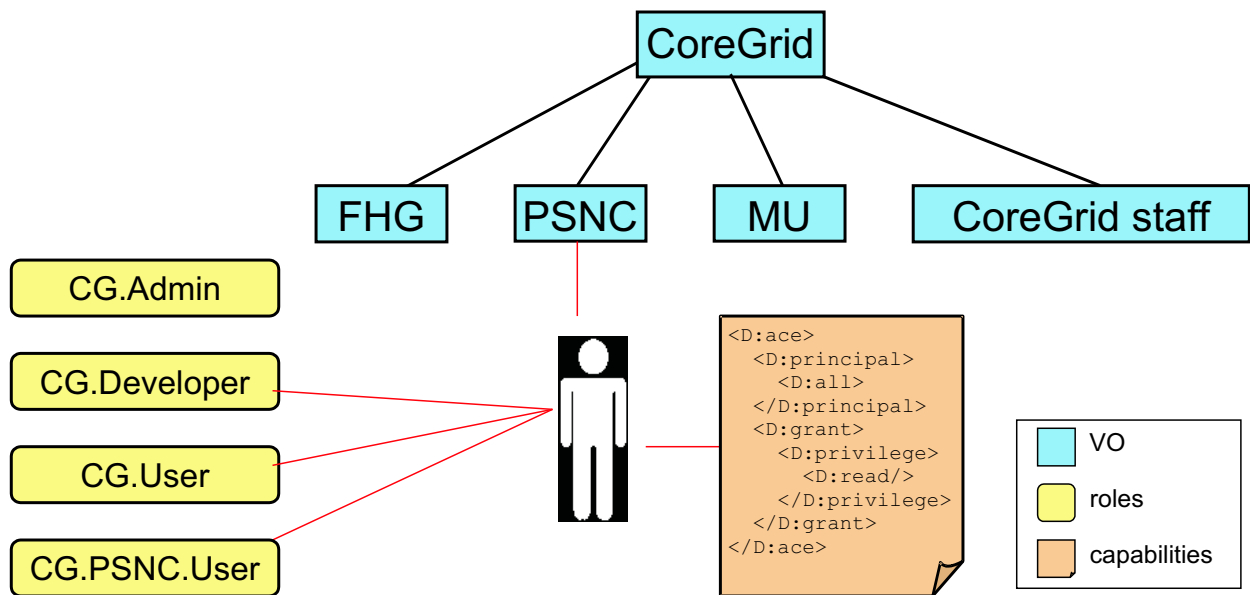 CoreGrid
FHG
PSNC
MU
CoreGrid staff
CG.Admin
CG.Developer
CG.User
CG.PSNC.User
<D:ace>
  <D:principal>
    <D:all>
  </D:principal>
  <D:grant>
    <D:privilege>
      <D:read/>
    </D:privilege>
  </D:grant>
</D:ace>
VO
roles
capabilities